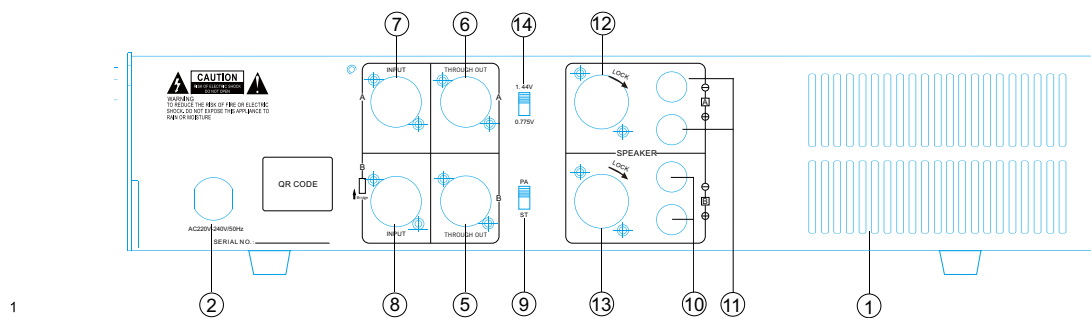 7
6
14
12
INPUT
THROUGH OUT
LOCK
CAUTION
RISK OF ELECTRIC SHOCK
DO NOT OPEN
WARNING
TO REDUCE THE RISK OF FIRE OR ELECTRIC
SHOCK. DO NOT EXPOSE THIS APPLIANCE TO
RAIN OR MOISTURE
A
A
1.44V
0.775V
⊖
A
⊕
11
SPEAKER
QR CODE
B
Bridge
B
PA
ST
LOCK
⊖
B
⊕
AC220V-240V/50Hz
INPUT
THROUGH OUT
SERIAL NO.:
1
2
8
5
9
13
10
11
1